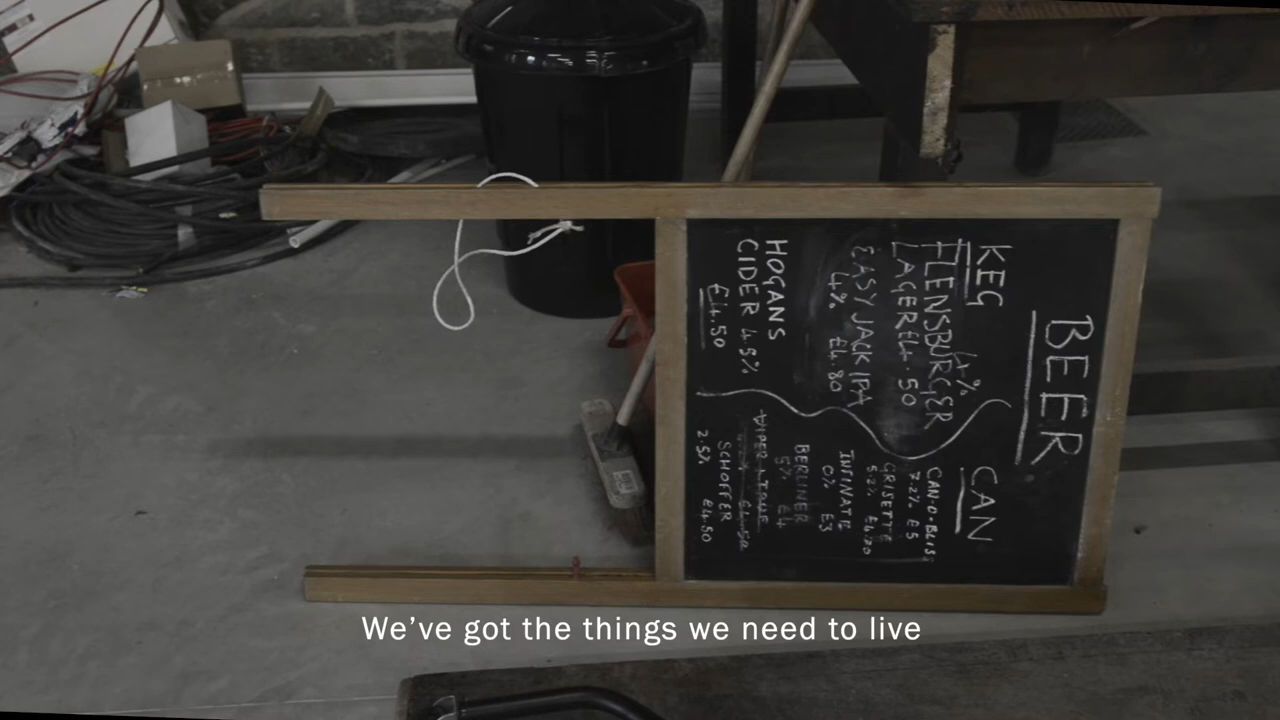 BEER
KEG
4%
FLENSBURGER
LAGER £4.50
EASY JACK IPA
4% £4.80
HOGANS
CIDER 4.5%
£4.50
CAN
CAN-O-BLISS
7.2% £5
GRISETTE
5.2% £4.20
INFINATE
0% £3
BERLINER
5% £4
SCHOFFER
2.5% £4.50
We've got the things we need to live